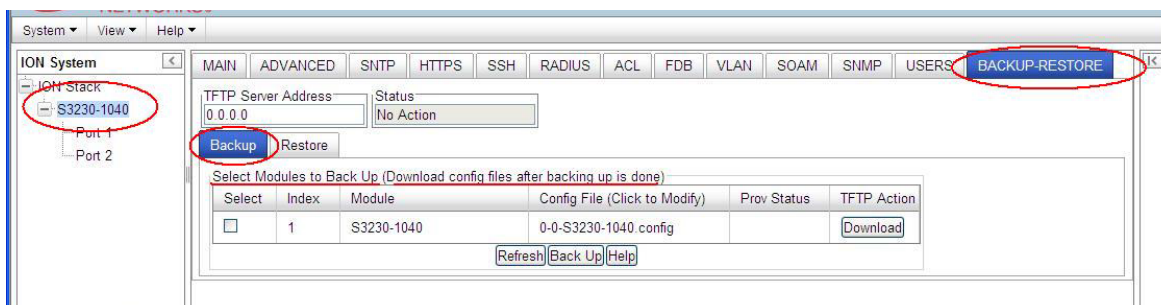 NETWORKS®
System View Help
ION System
ION Stack
S3230-1040
Port 1
Port 2
MAIN ADVANCED SNTP HTTPS SSH RADIUS ACL FDB VLAN SOAM SNMP USERS BACKUP-RESTORE
TFTP Server Address Status
0.0.0.0 No Action
Backup Restore
Select Modules to Back Up (Download config files after backing up is done)
Select Index Module Config File (Click to Modify) Prov Status TFTP Action
1 S3230-1040 0-0-S3230-1040.config Download
Refresh Back Up Help